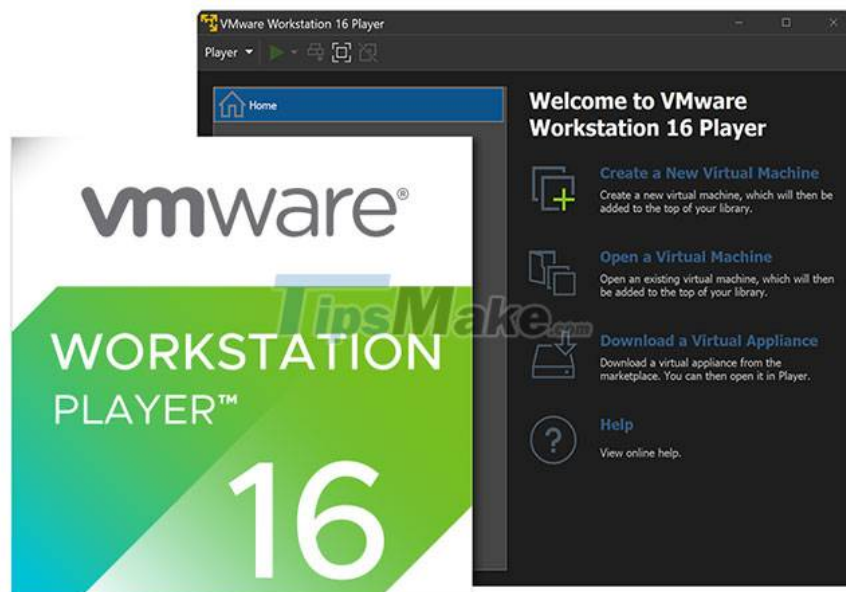 VMware Workstation 16 Player
Player
Home
Welcome to VMware
Workstation 16 Player
Create a New Virtual Machine
Create a new virtual machine, which will then be
added to the top of your library.
Open a Virtual Machine
Open an existing virtual machine, which will then
be added to the top of your library.
Download a Virtual Appliance
Download a virtual appliance from the
marketplace. You can then open it in Player.
Help
View online help.
vmware®
WORKSTATION
PLAYER™
16
TipsMake.com